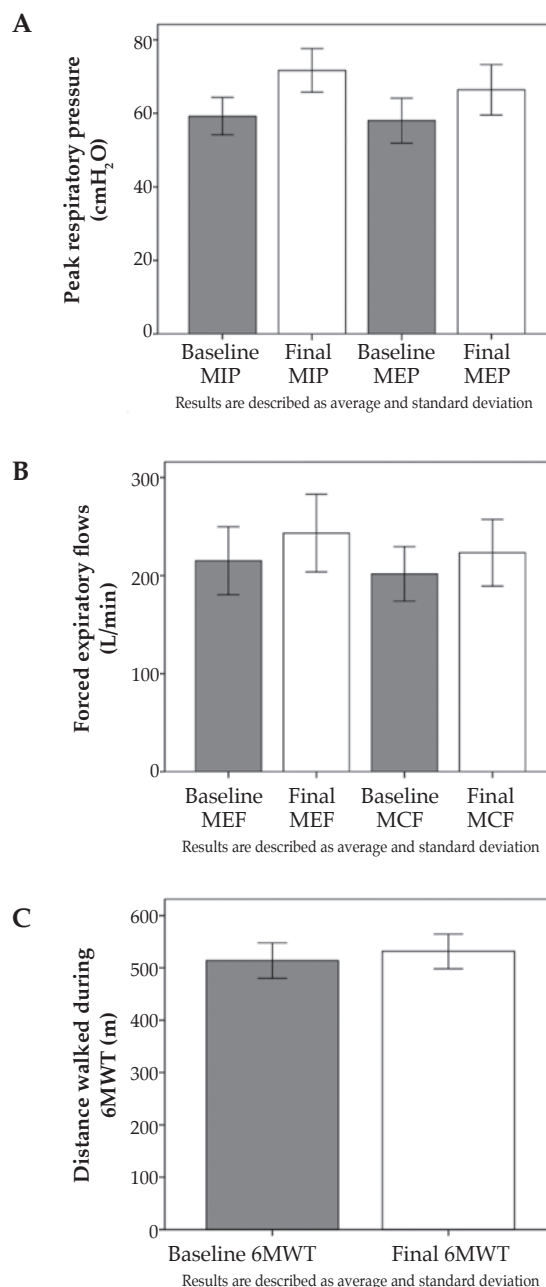 A
Peak respiratory pressure
(cmH₂O)
80
60
40
20
0
Baseline MIP
Final MIP
Baseline MEP
Final MEP
Results are described as average and standard deviation
B
Forced expiratory flows
(L/min)
300
200
100
0
Baseline MEF
Final MEF
Baseline MCF
Final MCF
Results are described as average and standard deviation
C
Distance walked during
6MWT (m)
600
500
400
300
200
100
0
Baseline 6MWT
Final 6MWT
Results are described as average and standard deviation